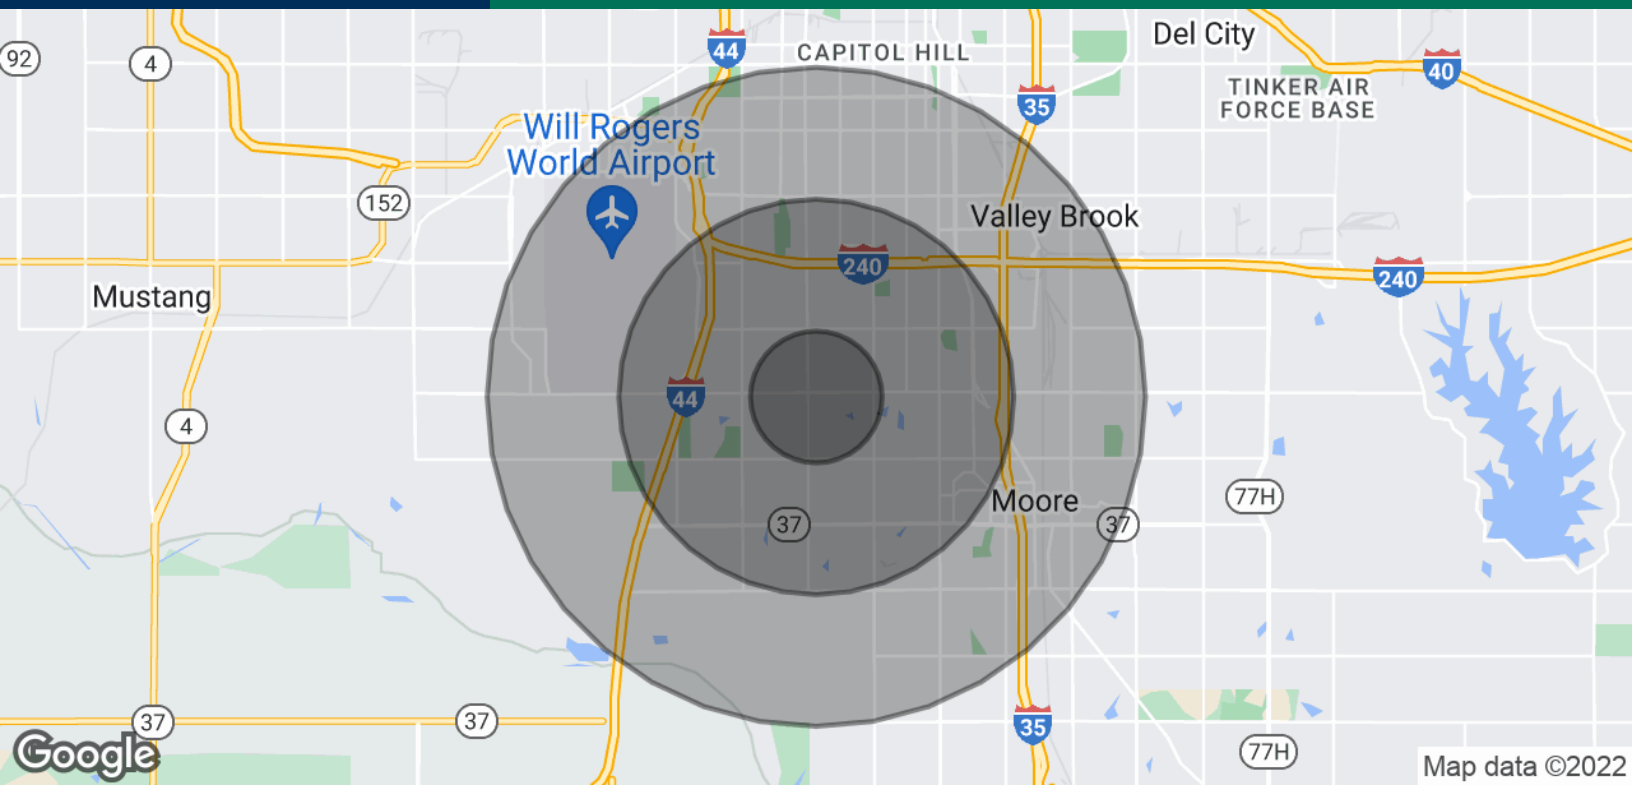 92
4
44
CAPITOL HILL
Del City
40
35
TINKER AIR
FORCE BASE
Will Rogers
World Airport
152
Valley Brook
240
240
Mustang
44
4
Moore
77H
37
37
37
37
35
77H
Google
Map data ©2022